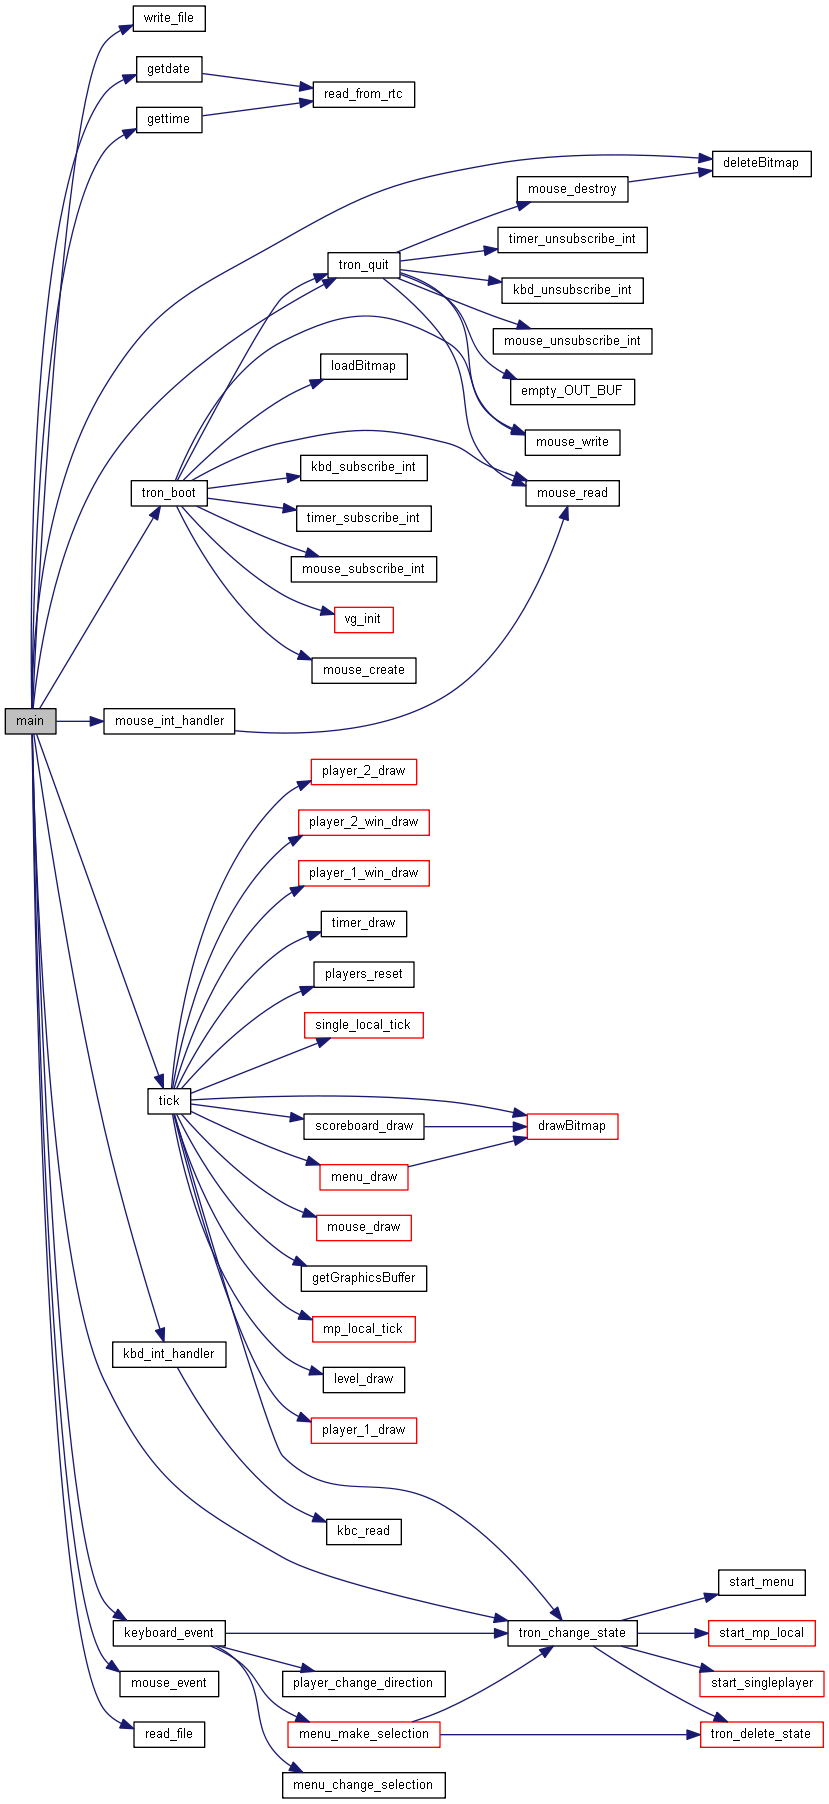 write_file
getdate
read_from_rtc
gettime
deleteBitmap
mouse_destroy
timer_unsubscribe_int
tron_quit
kbd_unsubscribe_int
mouse_unsubscribe_int
loadBitmap
empty_OUT_BUF
mouse_write
kbd_subscribe_int
tron_boot
mouse_read
timer_subscribe_int
mouse_subscribe_int
vg_init
mouse_create
main
mouse_int_handler
player_2_draw
player_2_win_draw
player_1_win_draw
timer_draw
players_reset
single_local_tick
tick
scoreboard_draw
drawBitmap
menu_draw
mouse_draw
getGraphicsBuffer
mp_local_tick
kbd_int_handler
level_draw
player_1_draw
kbc_read
start_menu
keyboard_event
tron_change_state
start_mp_local
mouse_event
player_change_direction
start_singleplayer
read_file
menu_make_selection
tron_delete_state
menu_change_selection